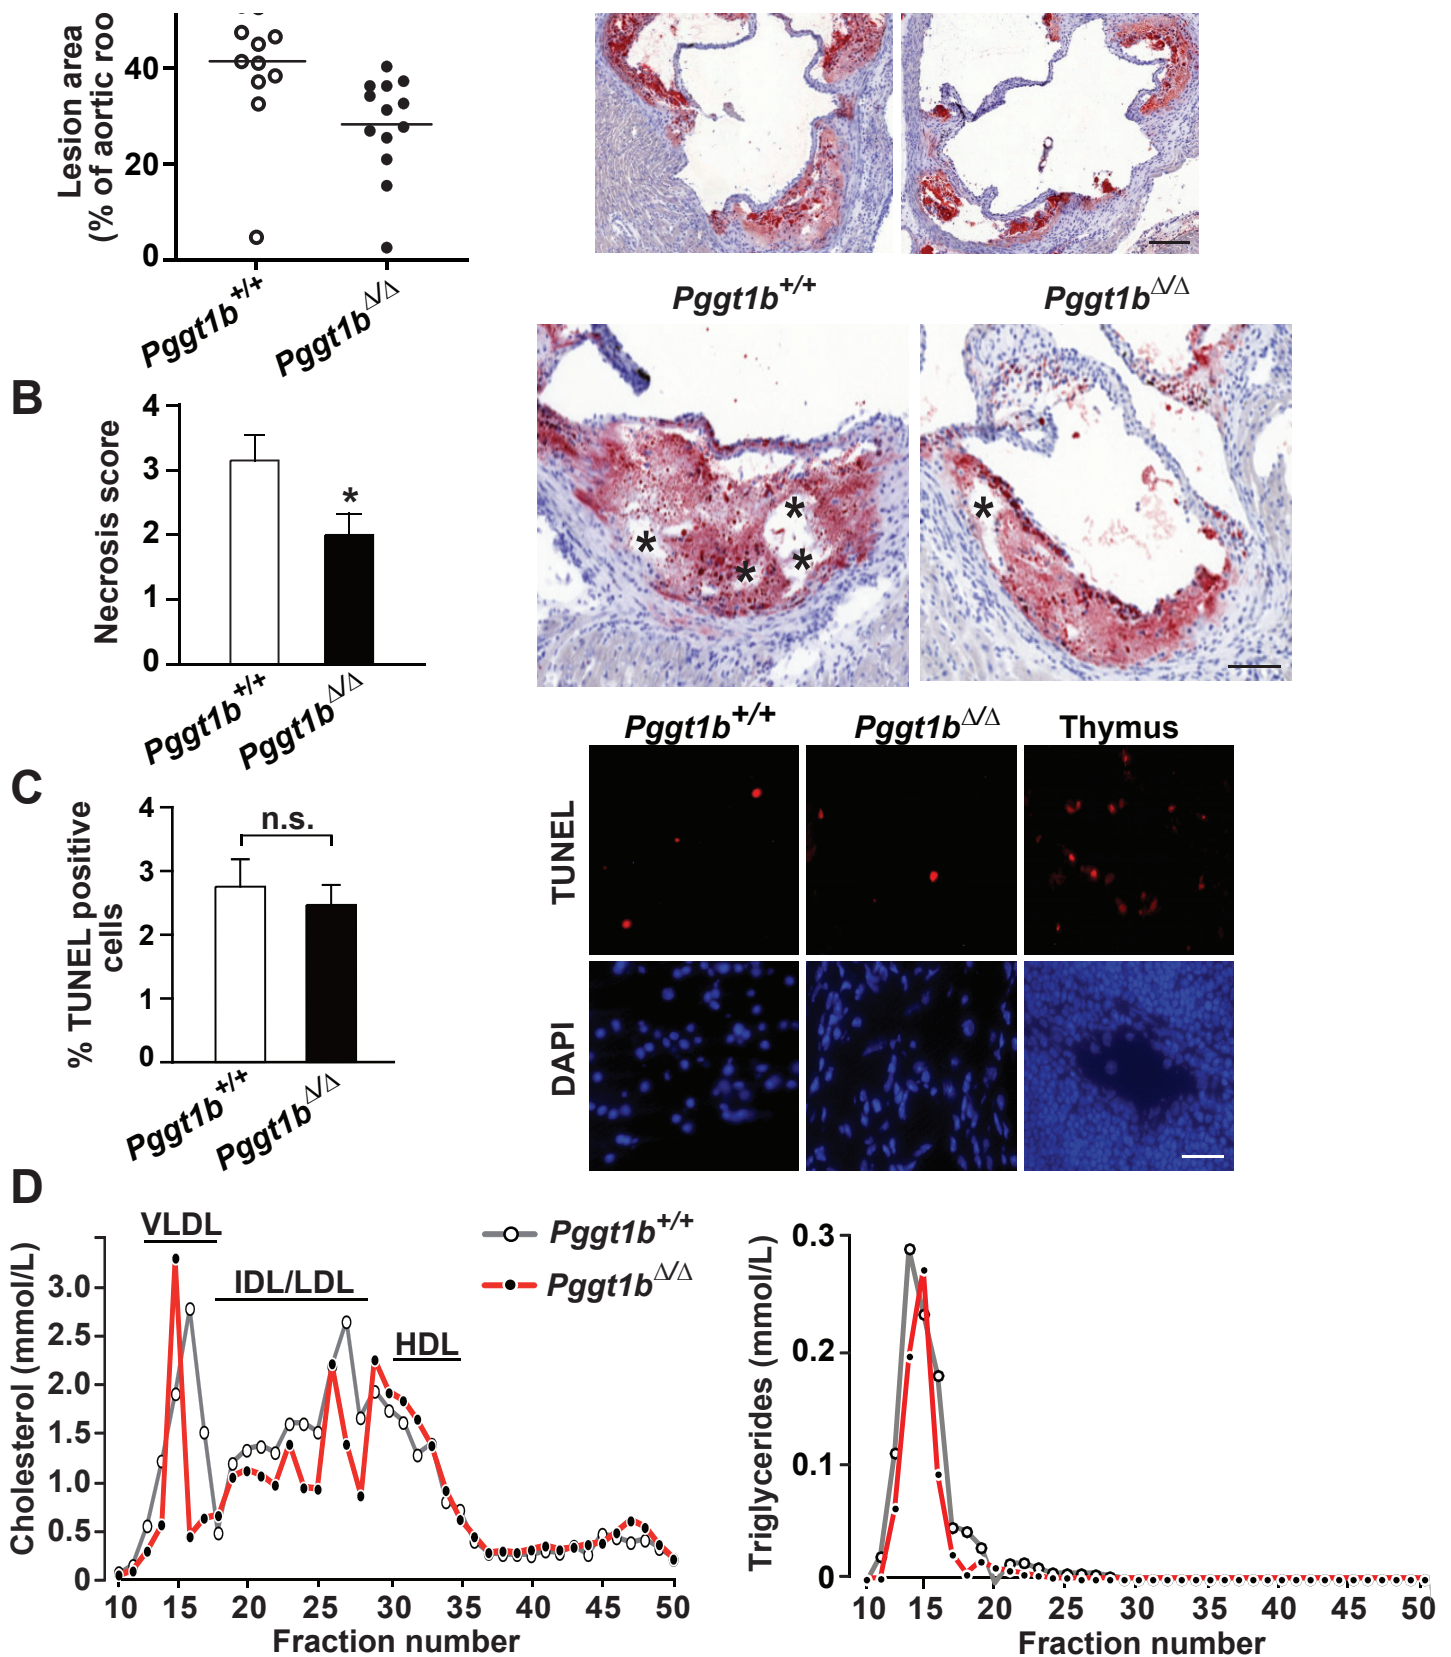 Lesion area
(% of aortic roo
40
20
0
Pggt1b+/+
Pggt1bΔ/Δ
Pggt1b+/+
Pggt1bΔ/Δ
B
Necrosis score
4
3
2
1
0
*
Pggt1b+/+
Pggt1bΔ/Δ
*
*
*
*
*
C
% TUNEL positive
cells
4
3
2
1
0
n.s.
Pggt1b+/+
Pggt1bΔ/Δ
Pggt1b+/+
Pggt1bΔ/Δ
Thymus
TUNEL
DAPI
D
Cholesterol (mmol/L)
3.0
2.5
2.0
1.5
1.0
0.5
0
VLDL
IDL/LDL
HDL
Pggt1b+/+
Pggt1bΔ/Δ
10 15 20 25 30 35 40 45 50
Fraction number
Triglycerides (mmol/L)
0.3
0.2
0.1
0
10 15 20 25 30 35 40 45 50
Fraction number